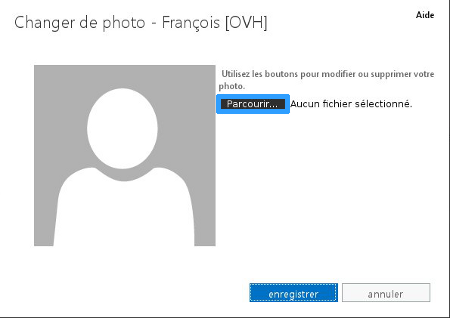 Changer de photo - François [OVH]
Aide
Utilisez les boutons pour modifier ou supprimer votre
photo.
Parcourir... Aucun fichier sélectionné.
enregistrer
annuler